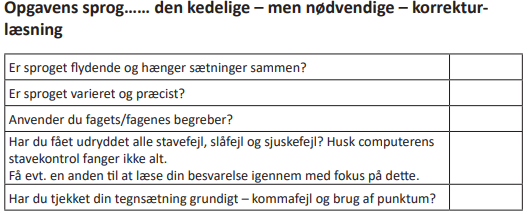 Opgavens sprog...... den kedelige – men nødvendige – korrektur-
læsning
Er sproget flydende og hænger sætninger sammen?
Er sproget varieret og præcist?
Anvender du fagets/fagenes begreber?
Har du fået udryddet alle stavefejl, slåfejl og sjuskefejl? Husk computerens
stavekontrol fanger ikke alt.
Få evt. en anden til at læse din besvarelse igennem med fokus på dette.
Har du tjekket din tegnsætning grundigt – kommafejl og brug af punktum?